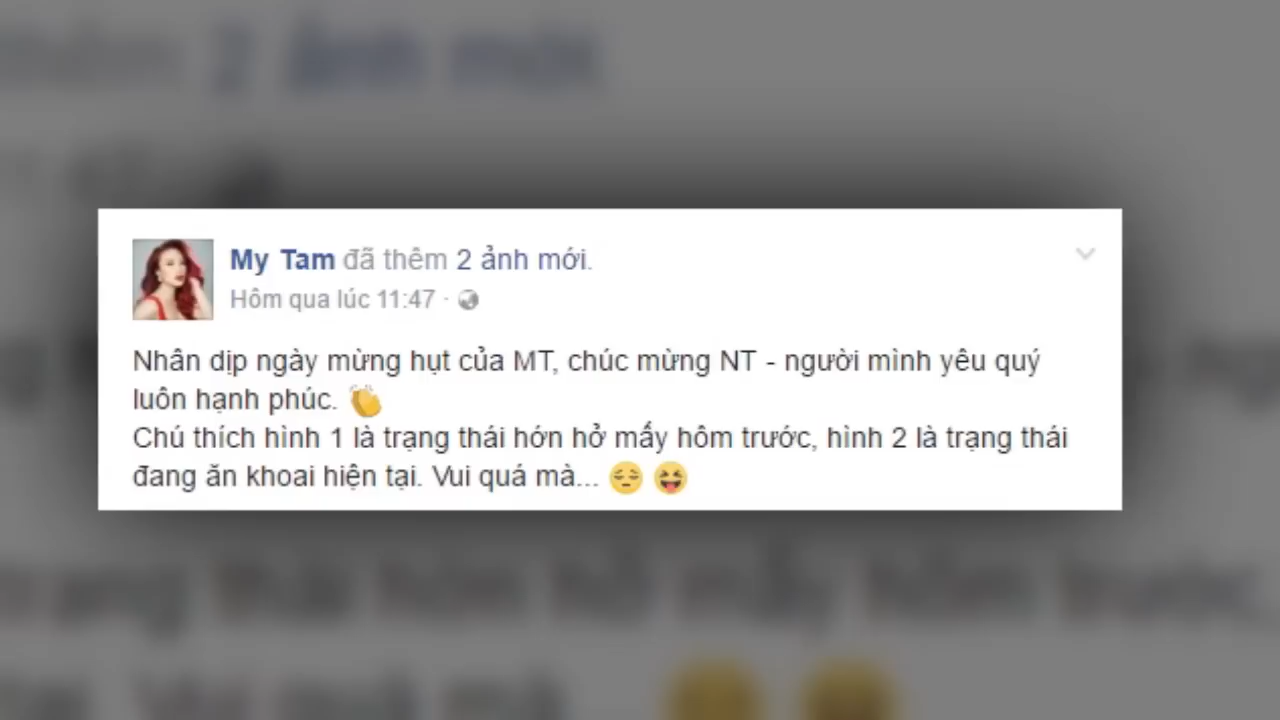 My Tam đã thêm 2 ảnh mới.
Hôm qua lúc 11:47 ·
Nhân dịp ngày mừng hụt của MT, chúc mừng NT - người mình yêu quý
luôn hạnh phúc. 👏
Chú thích hình 1 là trạng thái hớn hở mấy hôm trước, hình 2 là trạng thái
đang ăn khoai hiện tại. Vui quá mà... 😔 😝